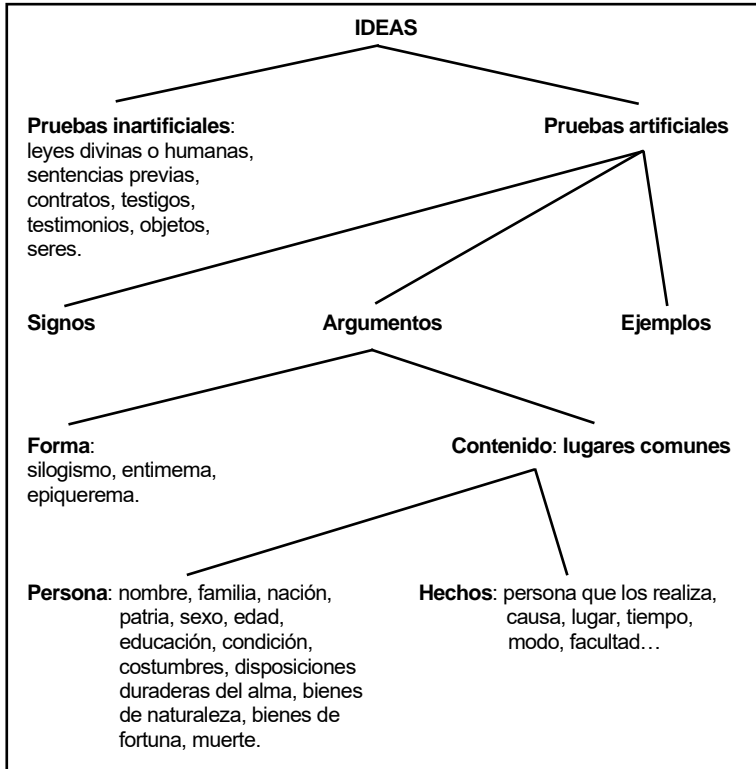 IDEAS
Pruebas inartificiales:
leyes divinas o humanas,
sentencias previas,
contratos, testigos,
testimonios, objetos,
seres.
Pruebas artificiales
Signos
Argumentos
Ejemplos
Forma:
silogismo, entimema,
epiquerema.
Contenido: lugares comunes
Persona: nombre, familia, nación,
patria, sexo, edad,
educación, condición,
costumbres, disposiciones
duraderas del alma, bienes
de naturaleza, bienes de
fortuna, muerte.
Hechos: persona que los realiza,
causa, lugar, tiempo,
modo, facultad…